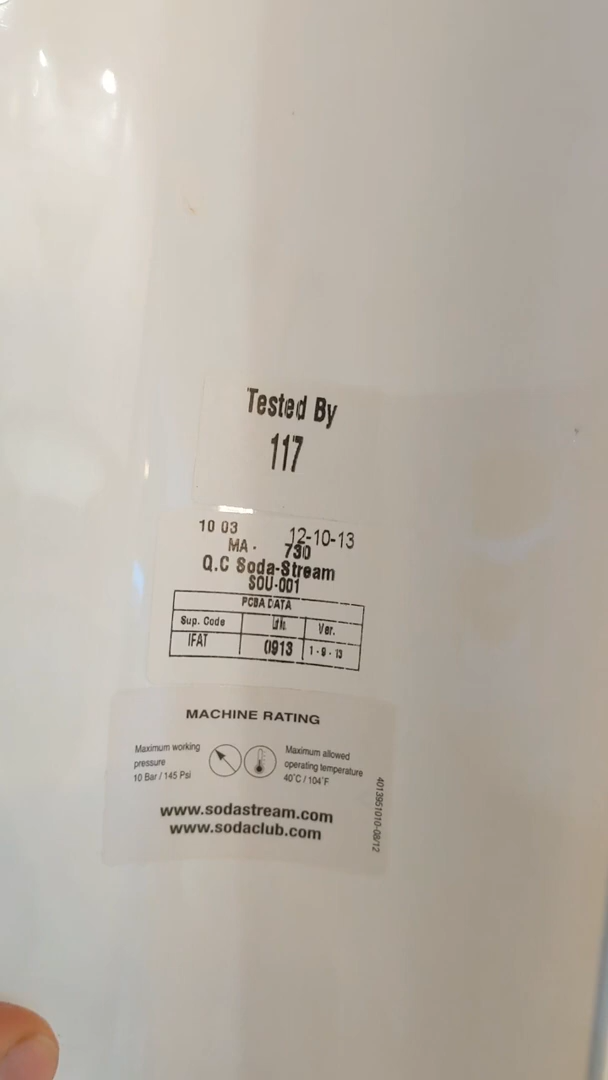 Tested By
117
10 03 12-10-13
MA - 730
Q.C Soda-Stream
SOU-001
PCBA DATA
Sup. Code Ver.
IFAT 0913 1-9-13
MACHINE RATING
Maximum working
pressure
10 Bar / 145 Psi
Maximum allowed
operating temperature
40°C / 104°F
www.sodastream.com
www.sodaclub.com
4013951010-08/12